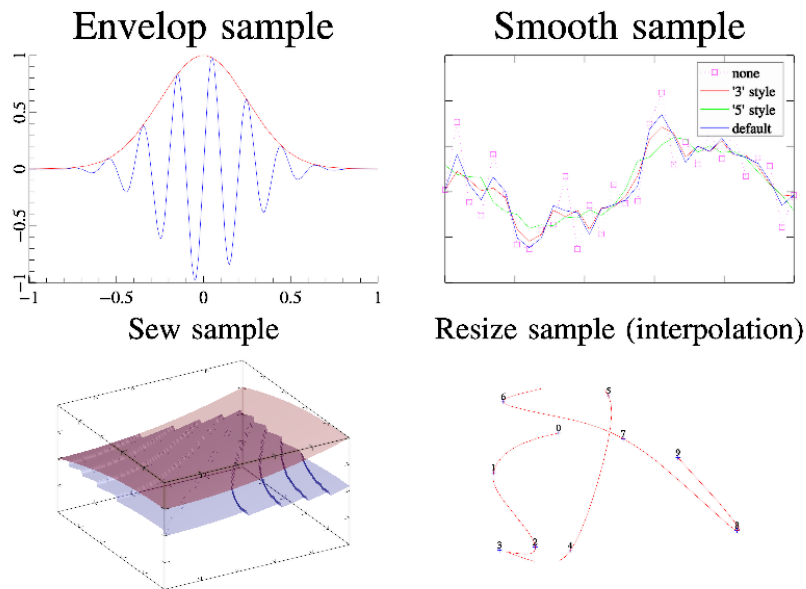 Envelop sample
1
0.5
0
−0.5
−1
−1
−0.5
0
0.5
1
Smooth sample
none
'3' style
'5' style
default
Sew sample
Resize sample (interpolation)
0
1
2
3
4
5
6
7
8
9